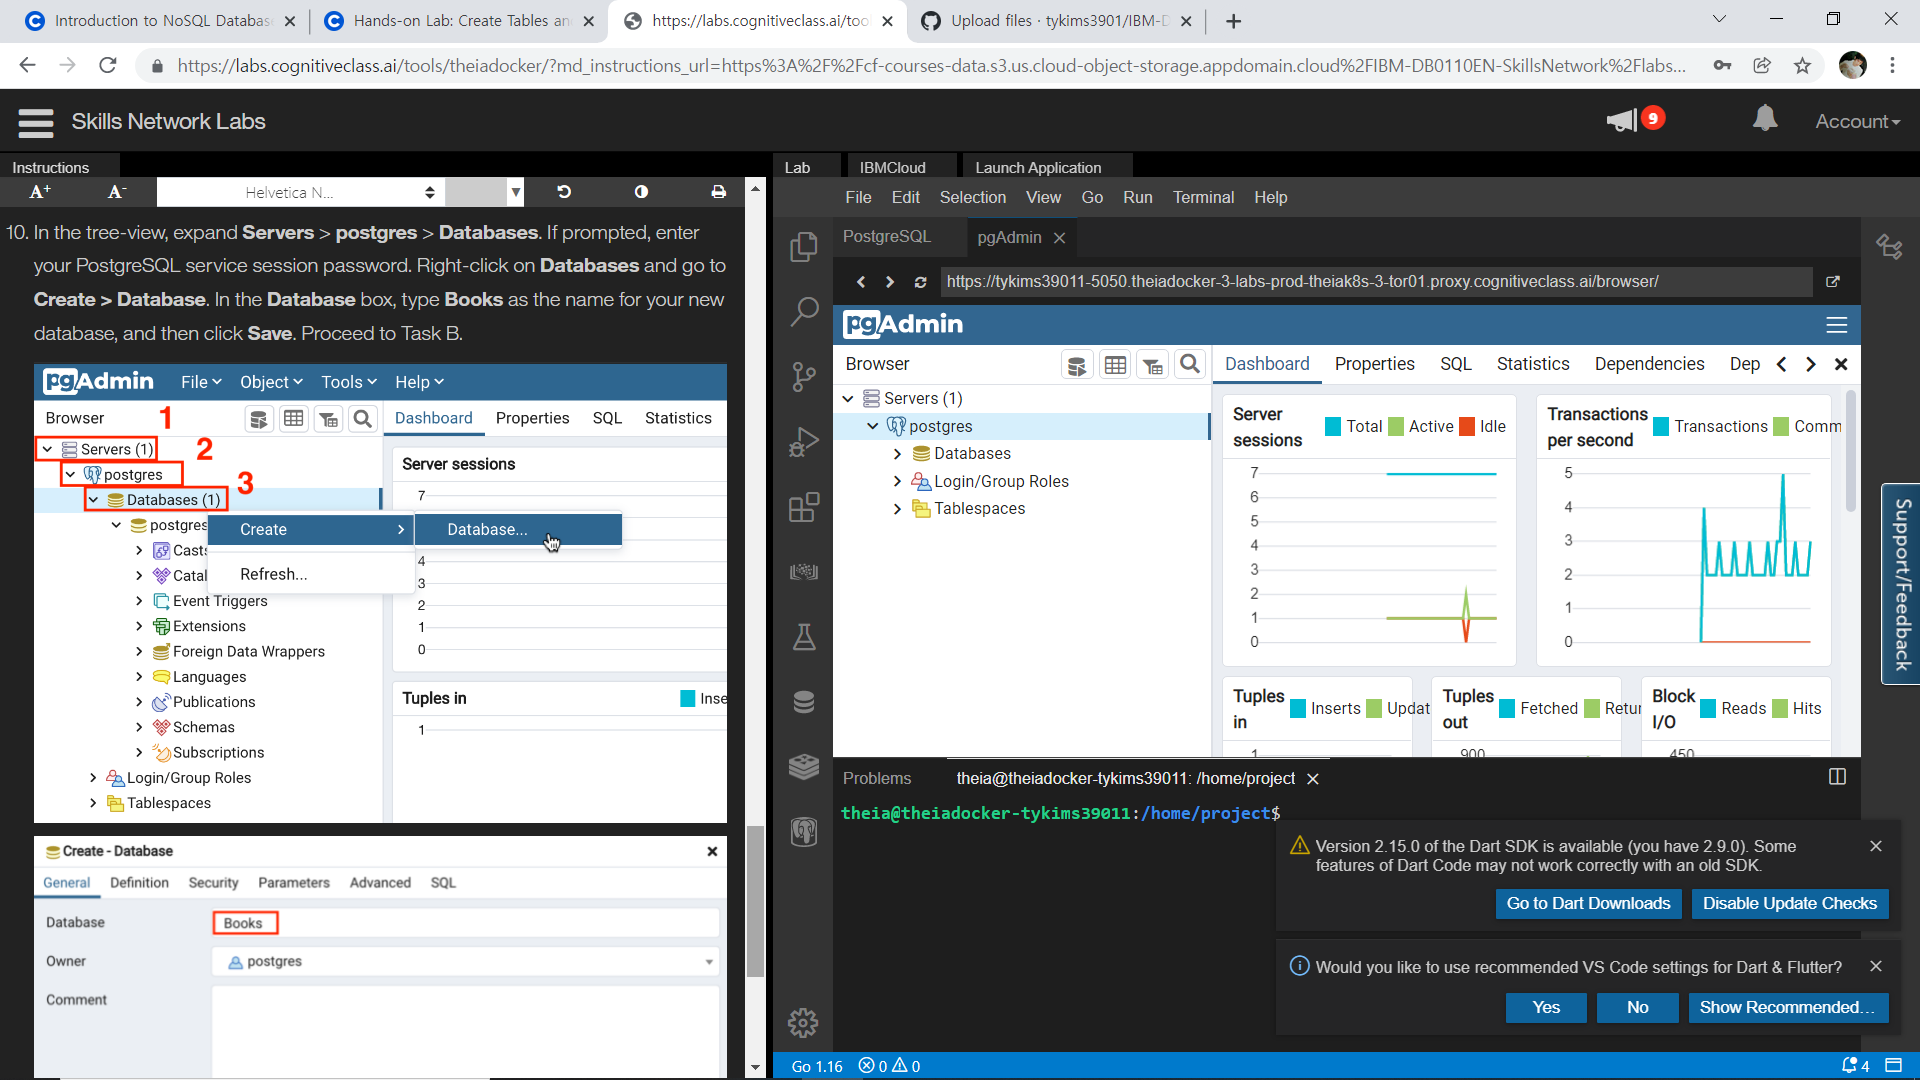 Introduction to NoSQL Database
Hands-on Lab: Create Tables an
https://labs.cognitiveclass.ai/tool
Upload files · tykims3901/IBM-D
https://labs.cognitiveclass.ai/tools/theiadocker/?md_instructions_url=https%3A%2F%2Fcf-courses-data.s3.us.cloud-object-storage.appdomain.cloud%2FIBM-DB0110EN-SkillsNetwork%2Flabs...
Skills Network Labs
9
Account
Instructions
A+ A- Helvetica N...
10. In the tree-view, expand Servers > postgres > Databases. If prompted, enter
your PostgreSQL service session password. Right-click on Databases and go to
Create > Database. In the Database box, type Books as the name for your new
database, and then click Save. Proceed to Task B.
pgAdmin File Object Tools Help
Browser 1 Dashboard Properties SQL Statistics
Servers (1) 2
postgres 3
Databases (1)
postgres
Create Database...
Refresh...
Casts
Catal
Event Triggers
Extensions
Foreign Data Wrappers
Languages
Publications
Schemas
Subscriptions
Login/Group Roles
Tablespaces
Server sessions
7
4
3
2
1
0
Tuples in Inse
1
Create - Database
General Definition Security Parameters Advanced SQL
Database Books
Owner postgres
Comment
Lab IBMCloud Launch Application
File Edit Selection View Go Run Terminal Help
PostgreSQL pgAdmin
https://tykims39011-5050.theiadocker-3-labs-prod-theiak8s-3-tor01.proxy.cognitiveclass.ai/browser/
pgAdmin
Browser
Dashboard Properties SQL Statistics Dependencies Dep
Servers (1)
postgres
Databases
Login/Group Roles
Tablespaces
Server sessions Total Active Idle
7
6
5
4
3
2
1
0
Transactions per second Transactions Comm
5
4
3
2
1
0
Tuples in Inserts Updat
1
Tuples out Fetched Retur
900
Block I/O Reads Hits
450
Support/Feedback
Problems theia@theiadocker-tykims39011: /home/project
theia@theiadocker-tykims39011:/home/project$
Version 2.15.0 of the Dart SDK is available (you have 2.9.0). Some
features of Dart Code may not work correctly with an old SDK.
Go to Dart Downloads Disable Update Checks
Would you like to use recommended VS Code settings for Dart & Flutter?
Yes No Show Recommended...
Go 1.16 0 0 4